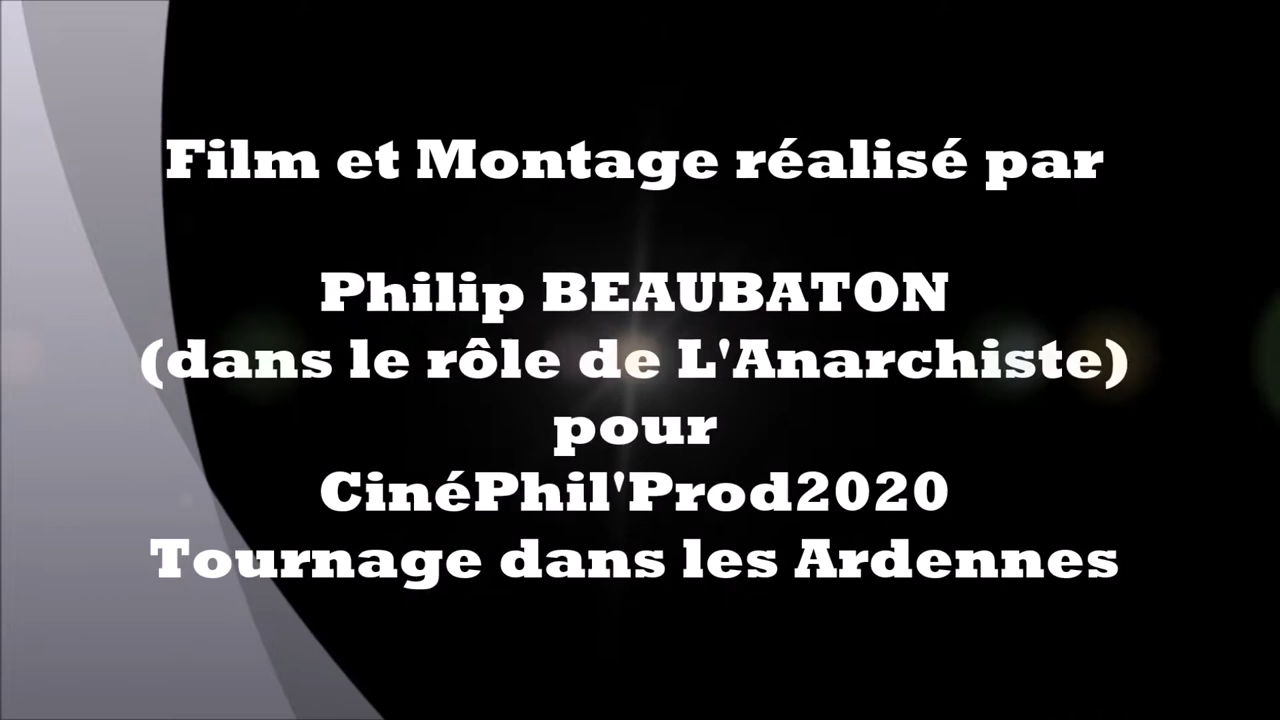 Film et Montage réalisé par
Philip BEAUBATON
(dans le rôle de L'Anarchiste)
pour
CinéPhil'Prod2020
Tournage dans les Ardennes